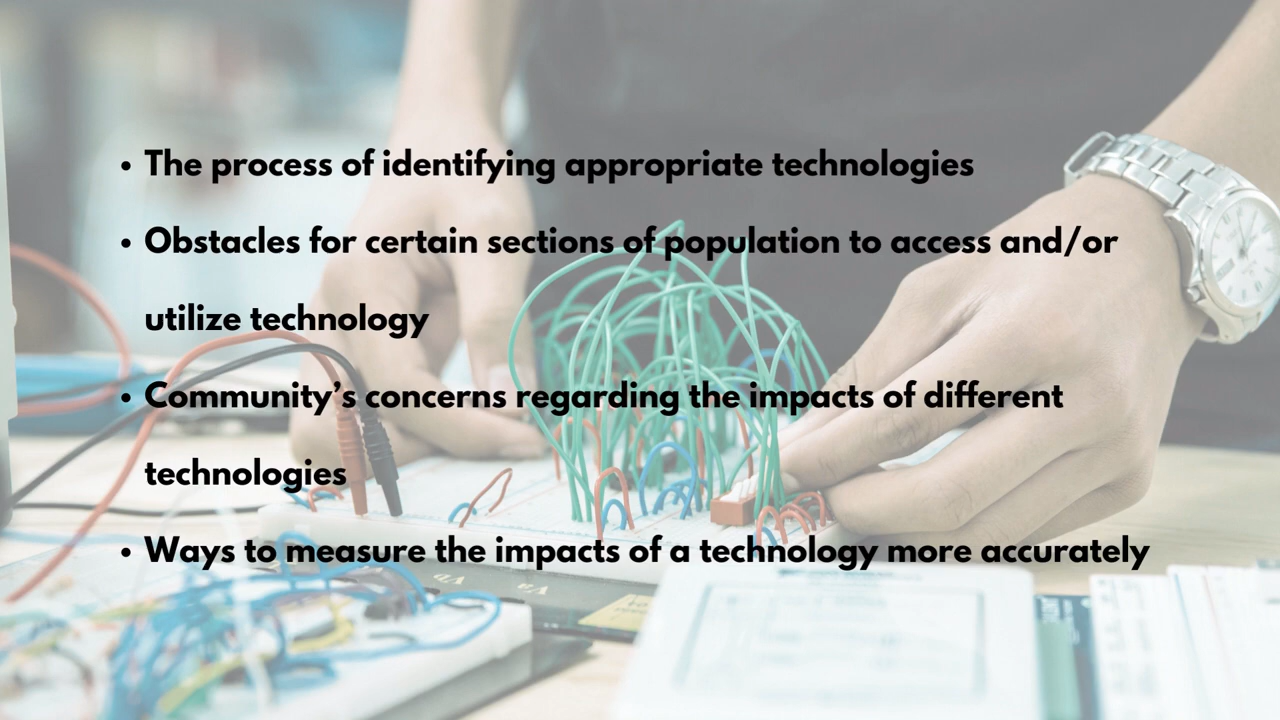 • The process of identifying appropriate technologies
• Obstacles for certain sections of population to access and/or
utilize technology
• Community’s concerns regarding the impacts of different
technologies
• Ways to measure the impacts of a technology more accurately
Va